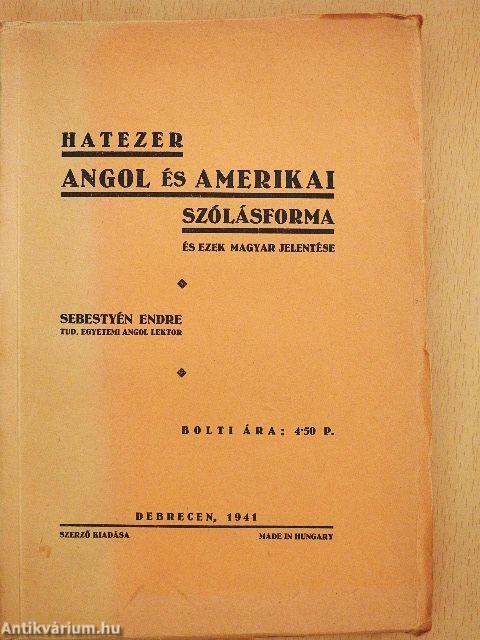 HATEZER
ANGOL ÉS AMERIKAI
SZÓLÁSFORMA
ÉS EZEK MAGYAR JELENTÉSE
SEBESTYÉN ENDRE
TUD. EGYETEMI ANGOL LEKTOR
BOLTI ÁRA: 4·50 P.
DEBRECEN, 1941
SZERZŐ KIADÁSA MADE IN HUNGARY
Antikvárium.hu